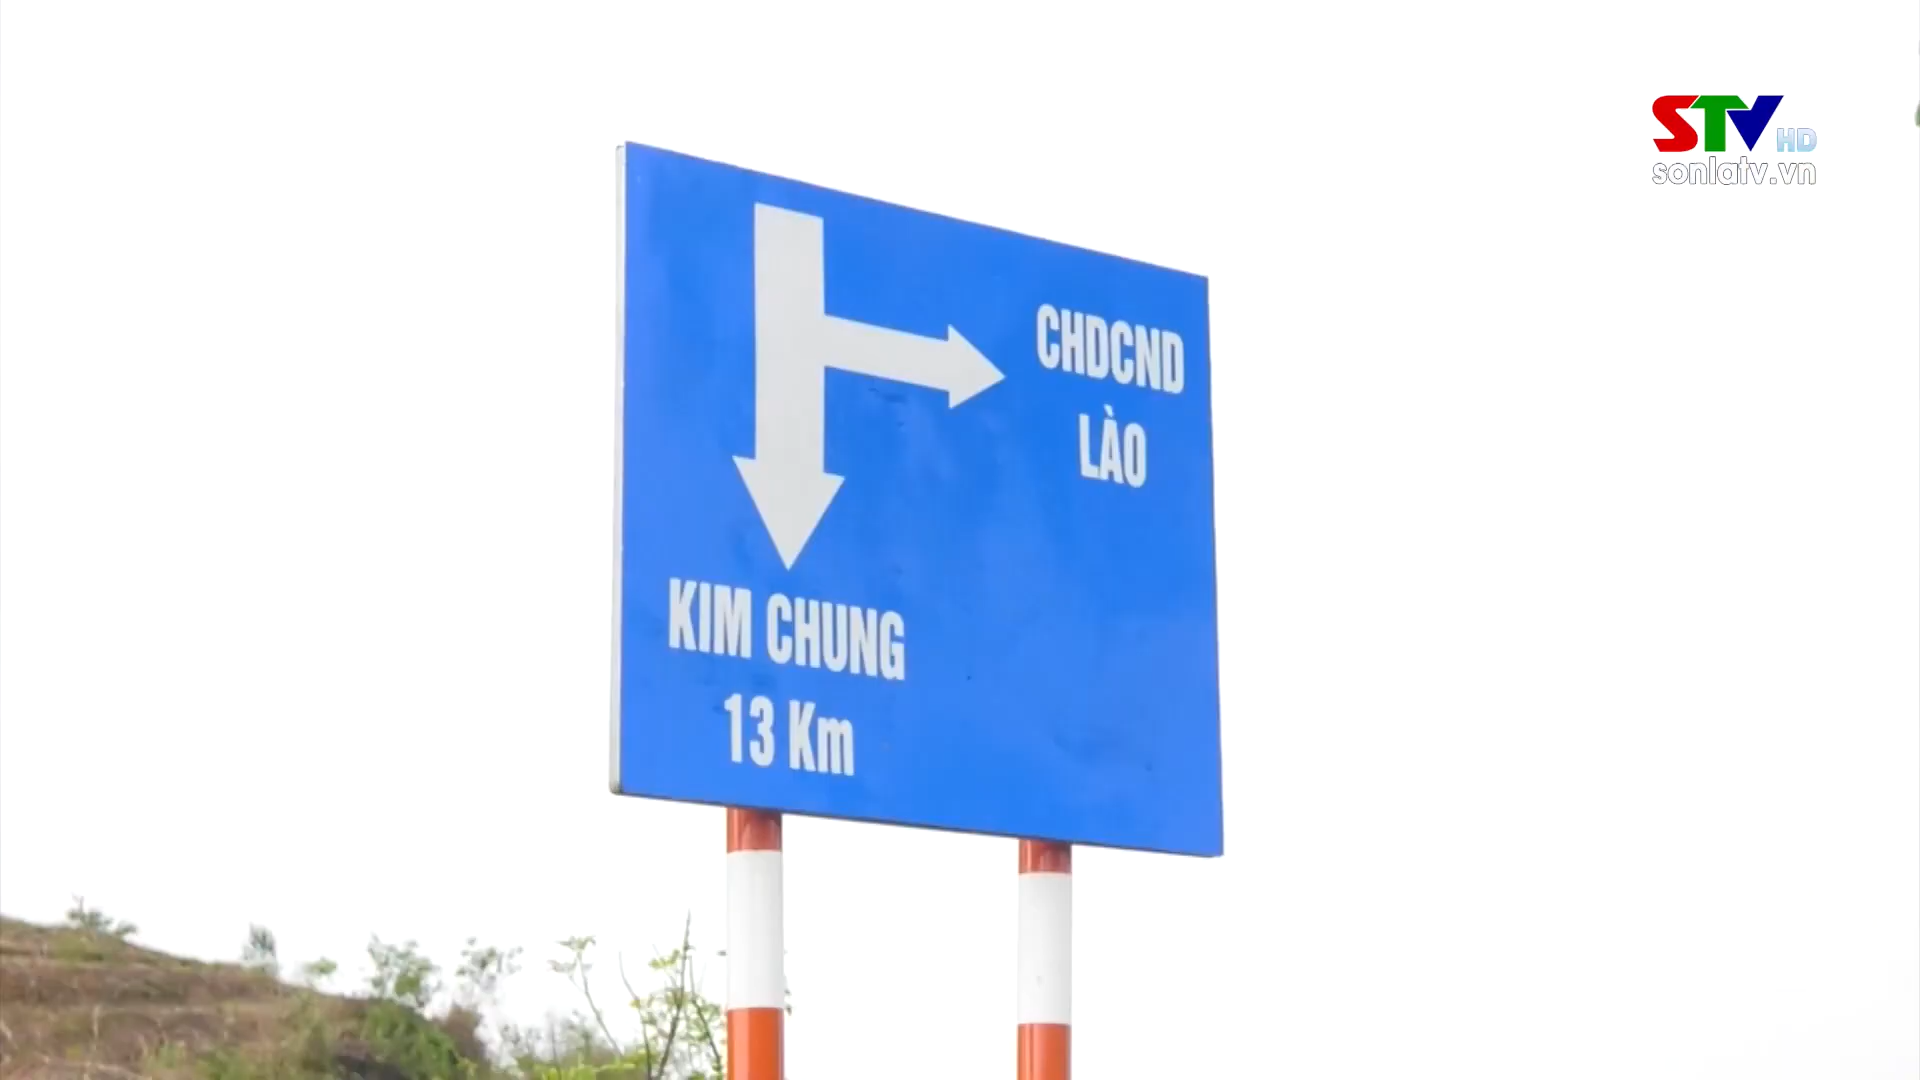 STV HD
sonlatv.vn
CHDCND
LÀO
KIM CHUNG
13 Km